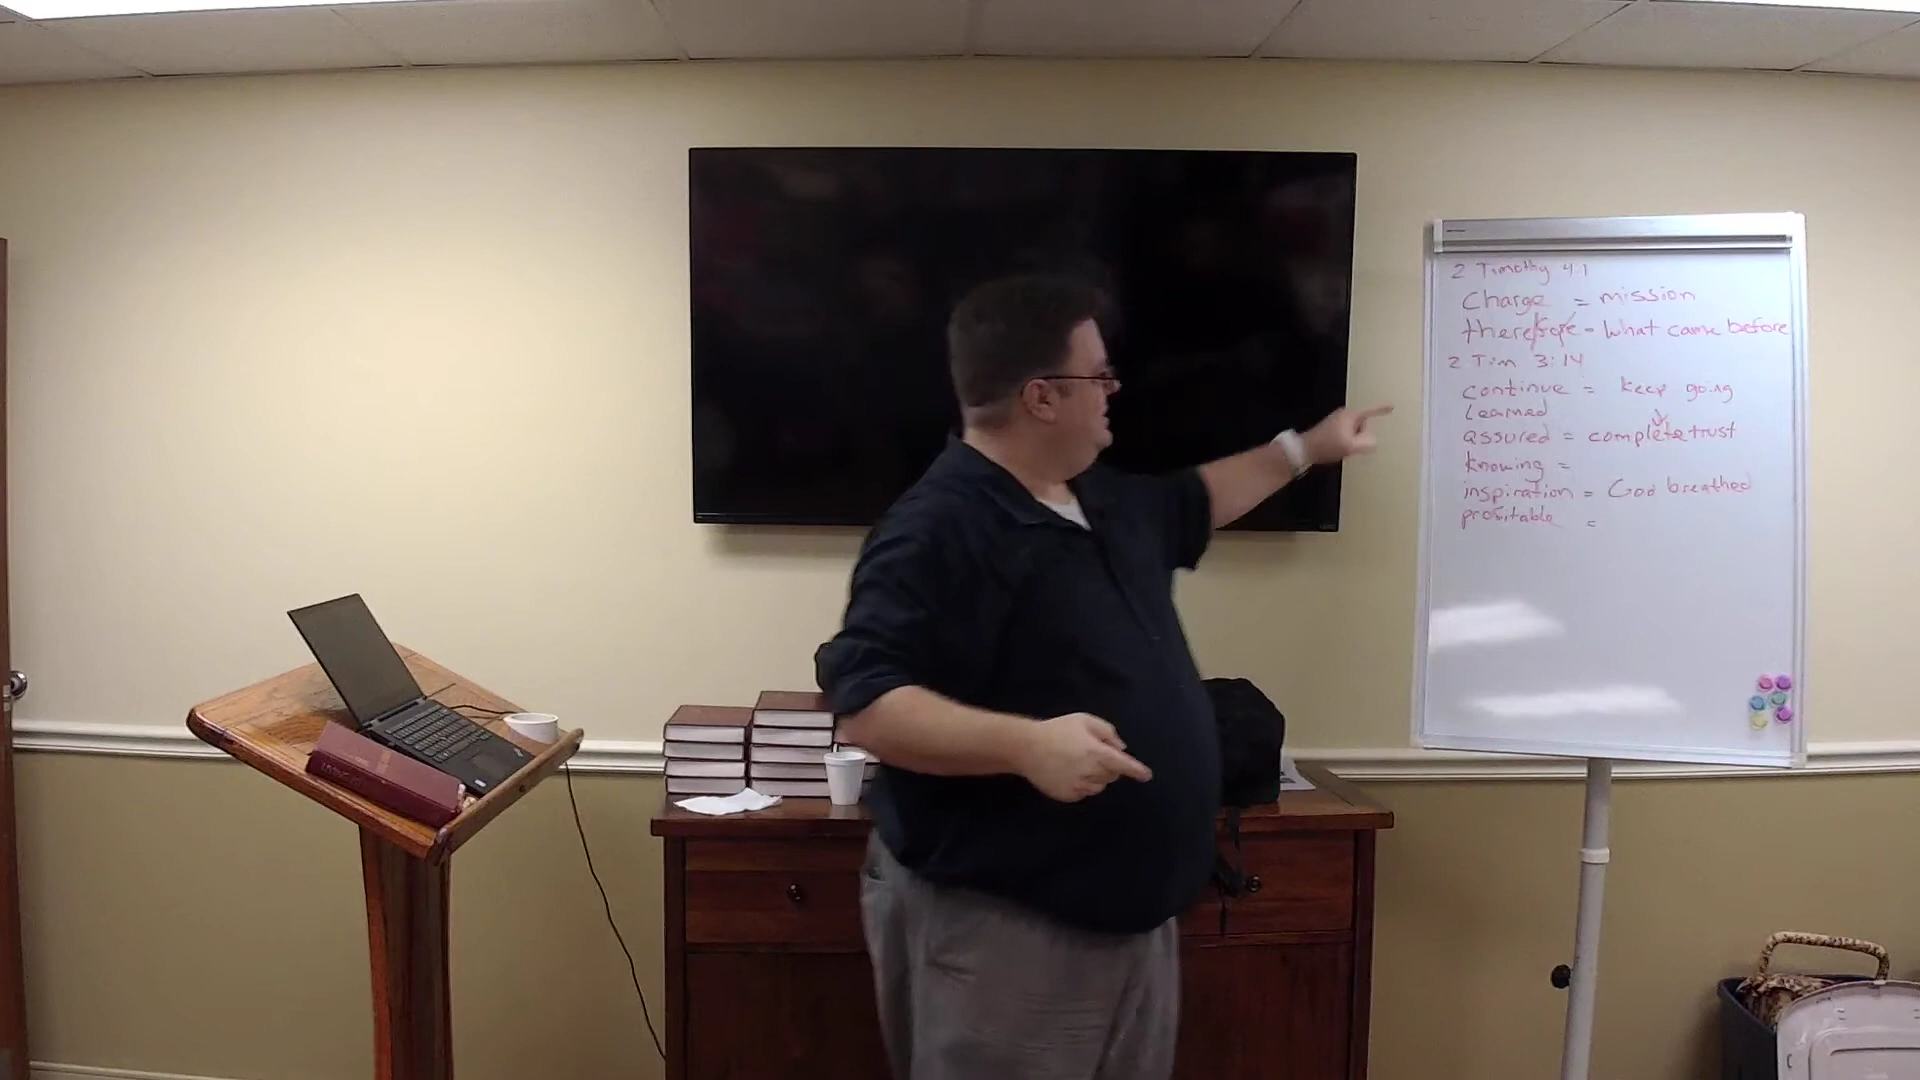 2 Timothy 4:1
Charge = mission
therefore = What came before
2 Tim 3:14
continue = keep going
Learned
assured = complete trust
knowing =
inspiration = God breathed
profitable =